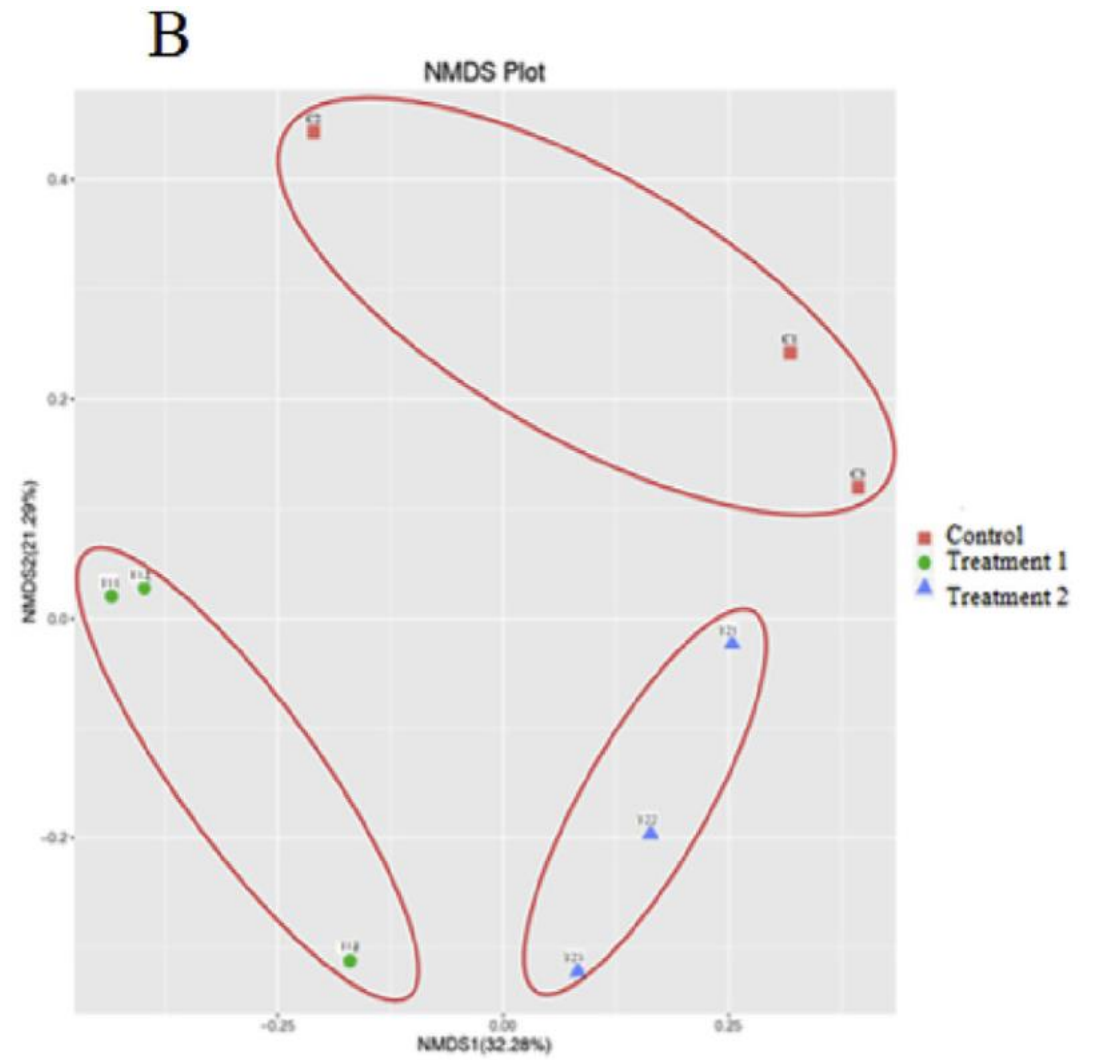 B
NMDS Plot
0.4
0.2
0.0
-0.2
-0.25
0.00
0.25
NMDS2(21.29%)
NMDS1(32.28%)
Control
Treatment 1
Treatment 2